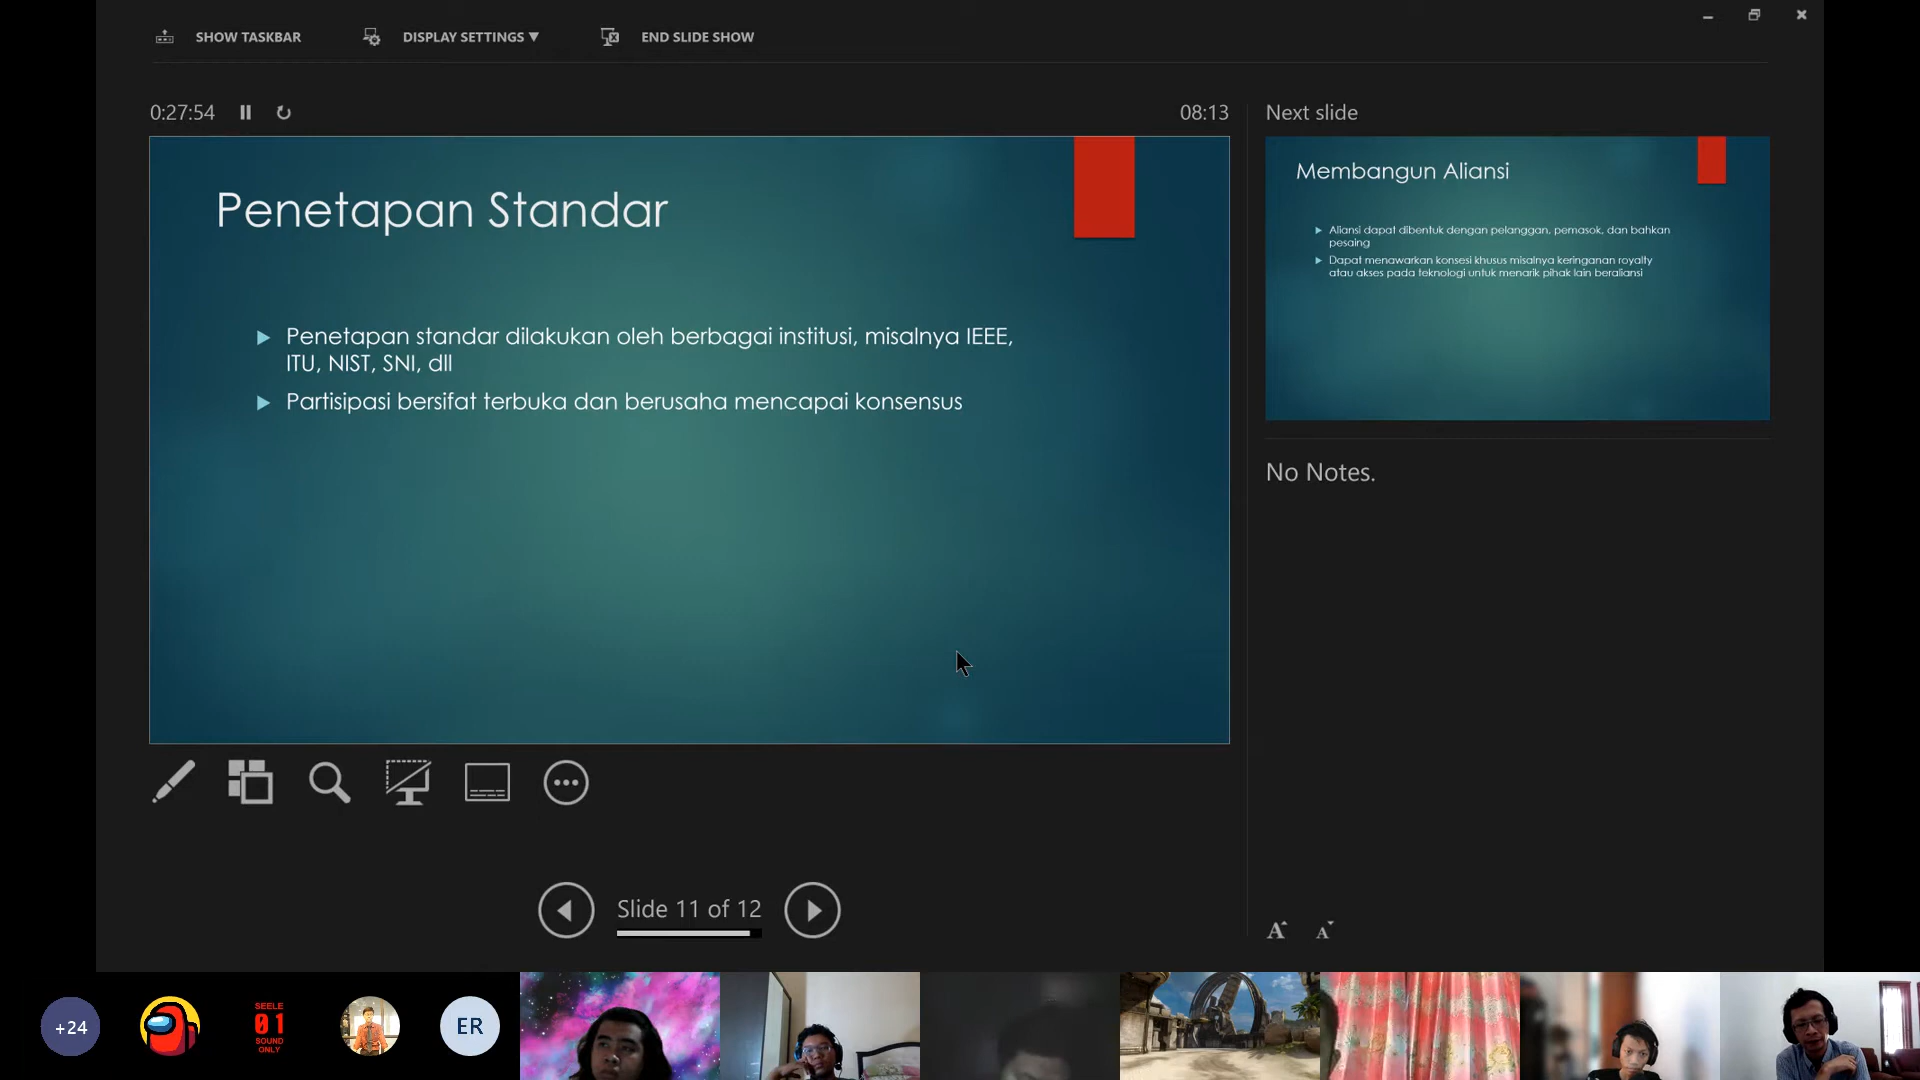 SHOW TASKBAR
DISPLAY SETTINGS ▼
END SLIDE SHOW
0:27:54
08:13
Penetapan Standar
Penetapan standar dilakukan oleh berbagai institusi, misalnya IEEE,
ITU, NIST, SNI, dll
Partisipasi bersifat terbuka dan berusaha mencapai konsensus
Slide 11 of 12
Next slide
Membangun Aliansi
Aliansi dapat dibentuk dengan pelanggan, pemasok, dan bahkan
pesaing
Dapat menawarkan konsesi khusus misalnya keringanan royalty
atau akses pada teknologi untuk menarik pihak lain beraliansi
No Notes.
A A
+24
SEELE
01
SOUND
ONLY
ER